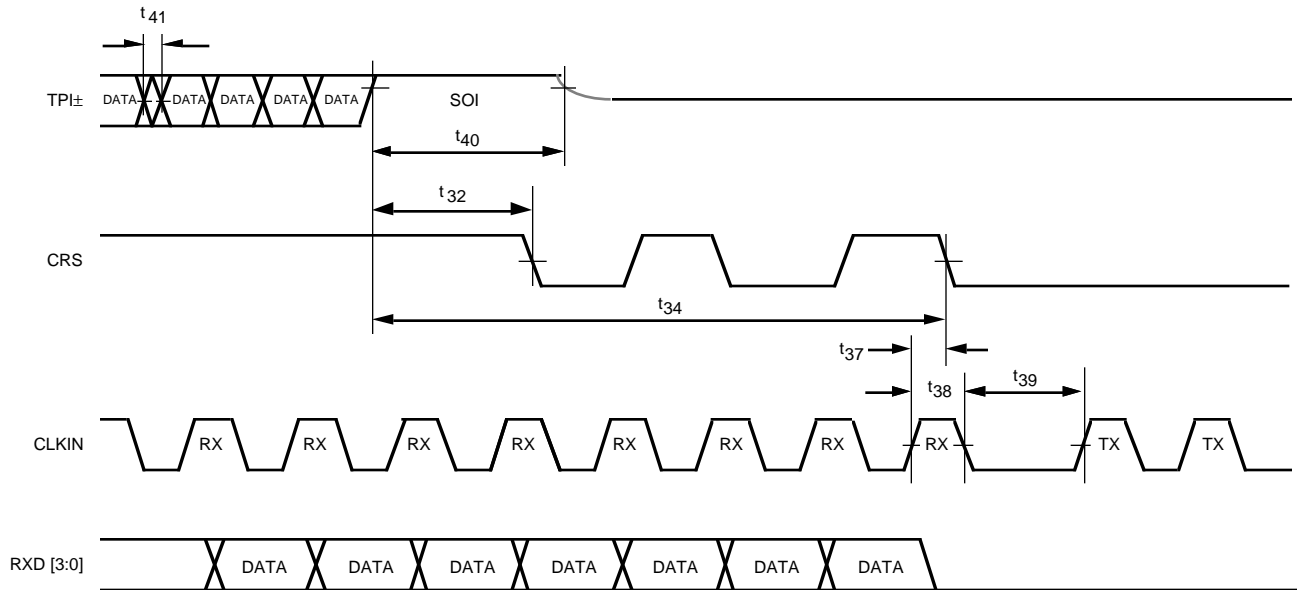 t41
TPI±
DATA DATA DATA DATA DATA SOI
t40
t32
CRS
t34
t37
t38 t39
CLKIN
RX RX RX RX RX RX RX RX TX TX
RXD [3:0]
DATA DATA DATA DATA DATA DATA DATA